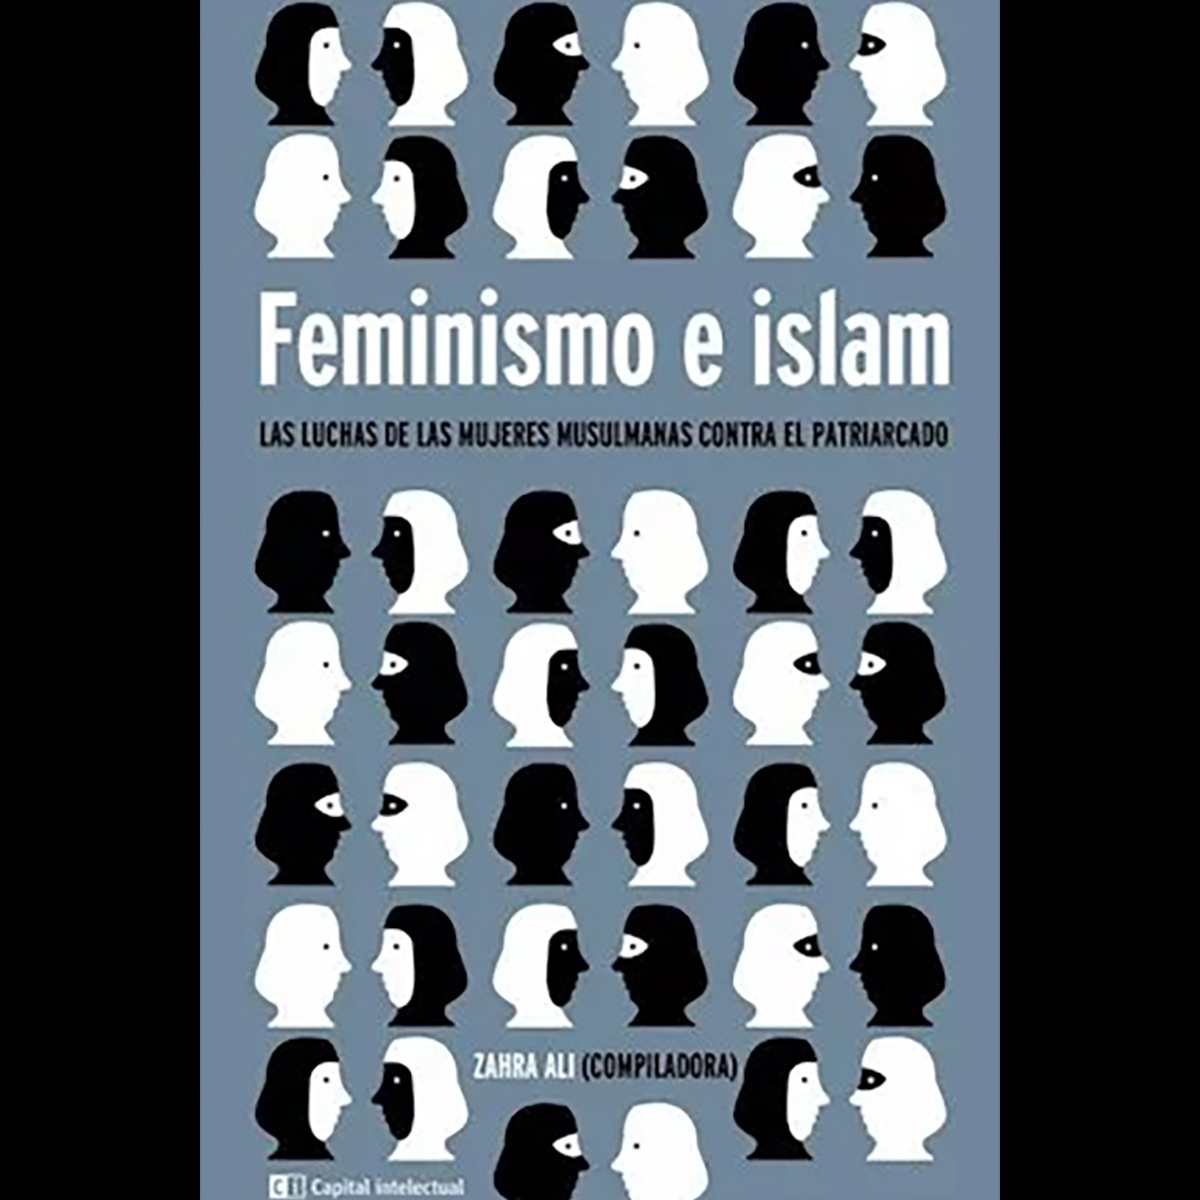 Feminismo e islam
LAS LUCHAS DE LAS MUJERES MUSULMANAS CONTRA EL PATRIARCADO
ZAHRA ALI (COMPILADORA)
Ci Capital intelectual